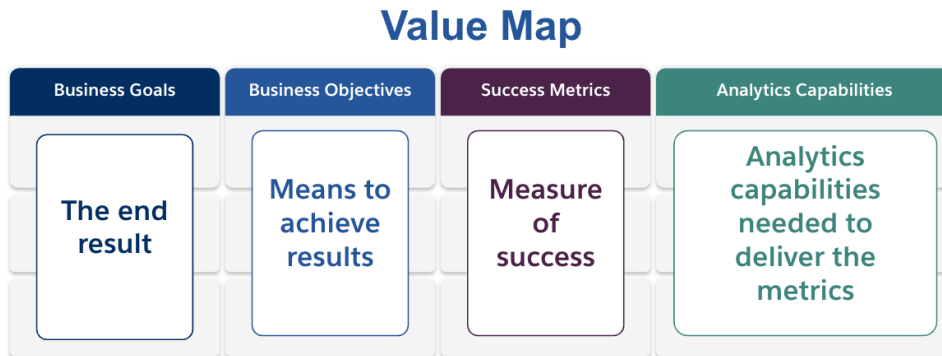 Value Map
Business Goals
Business Objectives
Success Metrics
Analytics Capabilities
The end
result
Means to
achieve
results
Measure
of
success
Analytics
capabilities
needed to
deliver the
metrics